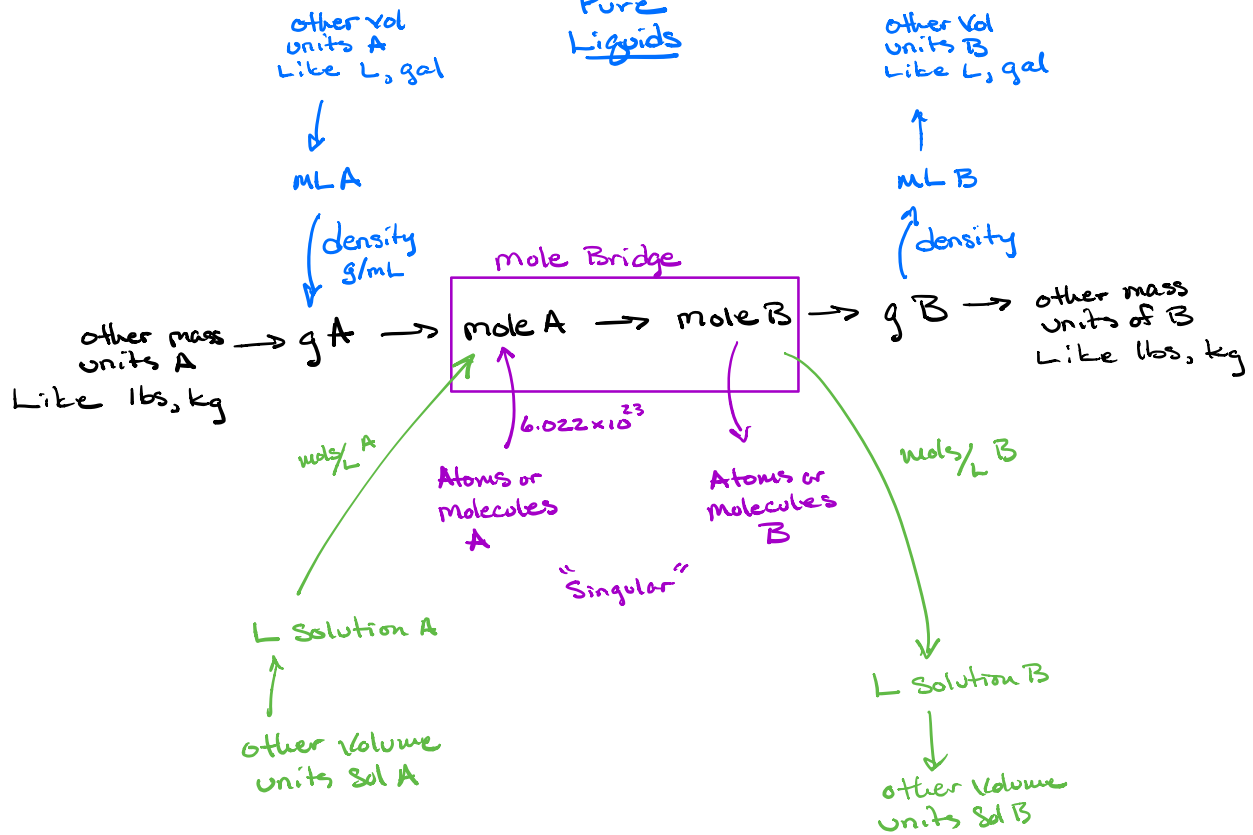 Pure
Liquids
other vol
units A
Like L, gal
mL A
density
g/mL
other Vol
units B
Like L, gal
mL B
density
mole Bridge
other mass
units A
Like lbs, kg
g A
mole A
mole B
g B
other mass
units of B
Like lbs, kg
6.022x10^23
mols/L A
mols/L B
Atoms or
molecules
A
Atoms or
molecules
B
"Singular"
L Solution A
other Volume
units Sol A
L Solution B
other Volume
units Sol B